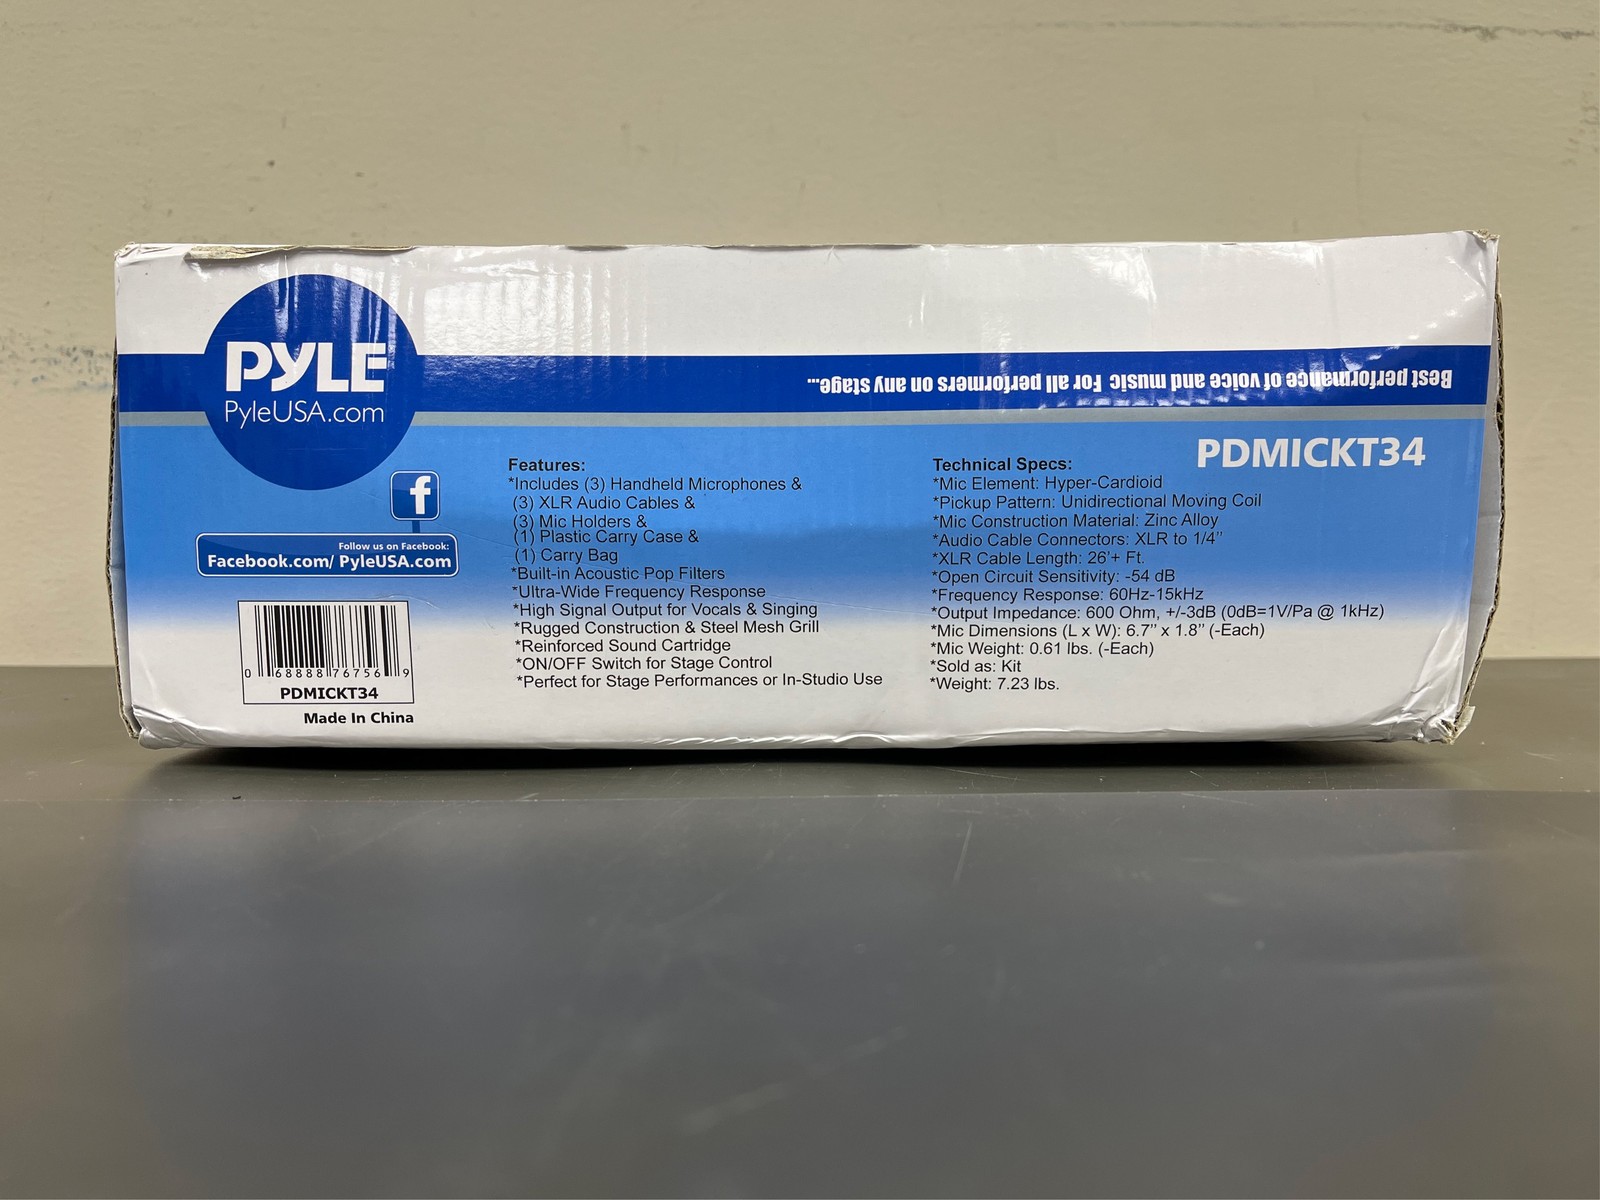 PYLE
PyleUSA.com
Best performance of voice and music For all performers on any stage...
PDMICKT34
f
Follow us on Facebook:
Facebook.com/ PyleUSA.com
0 68888 76756 9
PDMICKT34
Made In China
Features:
*Includes (3) Handheld Microphones &
(3) XLR Audio Cables &
(3) Mic Holders &
(1) Plastic Carry Case &
(1) Carry Bag
*Built-in Acoustic Pop Filters
*Ultra-Wide Frequency Response
*High Signal Output for Vocals & Singing
*Rugged Construction & Steel Mesh Grill
*Reinforced Sound Cartridge
*ON/OFF Switch for Stage Control
*Perfect for Stage Performances or In-Studio Use
Technical Specs:
*Mic Element: Hyper-Cardioid
*Pickup Pattern: Unidirectional Moving Coil
*Mic Construction Material: Zinc Alloy
*Audio Cable Connectors: XLR to 1/4”
*XLR Cable Length: 26’+ Ft.
*Open Circuit Sensitivity: -54 dB
*Frequency Response: 60Hz-15kHz
*Output Impedance: 600 Ohm, +/-3dB (0dB=1V/Pa @ 1kHz)
*Mic Dimensions (L x W): 6.7” x 1.8” (-Each)
*Mic Weight: 0.61 lbs. (-Each)
*Sold as: Kit
*Weight: 7.23 lbs.